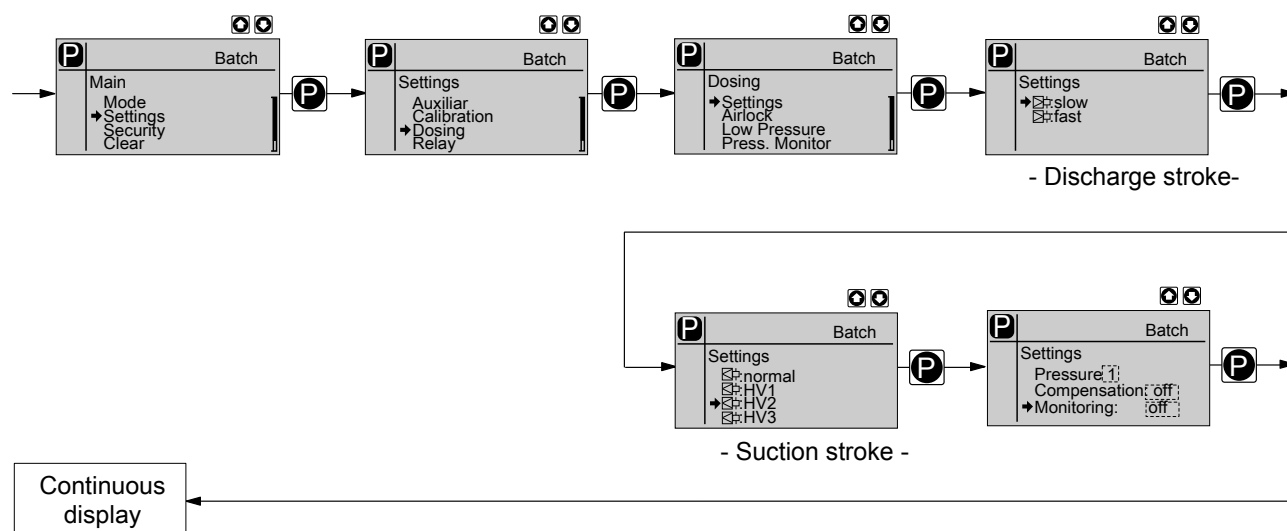 P
Batch
Main
Mode
Settings
Security
Clear
P
P
Batch
Settings
Auxiliar
Calibration
Dosing
Relay
P
P
Batch
Dosing
Settings
Airlock
Low Pressure
Press. Monitor
P
P
Batch
Settings
:slow
:fast
P
- Discharge stroke-
P
Batch
Settings
:normal
:HV1
:HV2
:HV3
P
- Suction stroke -
P
Batch
Settings
Pressure 1
Compensation: off
Monitoring: off
P
Continuous
display